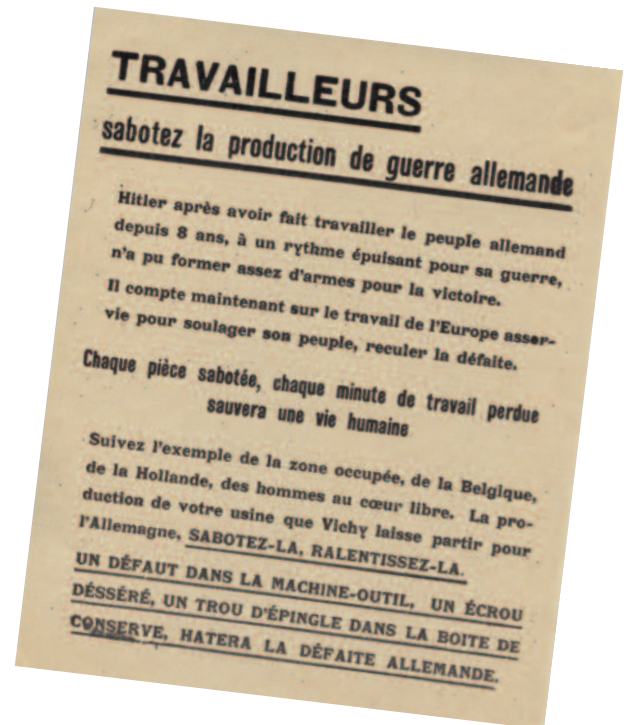 TRAVAILLEURS
sabotez la production de guerre allemande
Hitler après avoir fait travailler le peuple allemand
depuis 8 ans, à un rythme épuisant pour sa guerre,
n'a pu former assez d'armes pour la victoire.
Il compte maintenant sur le travail de l'Europe asser-
vie pour soulager son peuple, reculer la défaite.
Chaque pièce sabotée, chaque minute de travail perdue
sauvera une vie humaine
Suivez l'exemple de la zone occupée, de la Belgique,
de la Hollande, des hommes au cœur libre. La pro-
duction de votre usine que Vichy laisse partir pour
l'Allemagne, SABOTEZ-LA, RALENTISSEZ-LA.
UN DÉFAUT DANS LA MACHINE-OUTIL, UN ÉCROU
DÉSSÉRÉ, UN TROU D'ÉPINGLE DANS LA BOITE DE
CONSERVE, HATERA LA DÉFAITE ALLEMANDE.